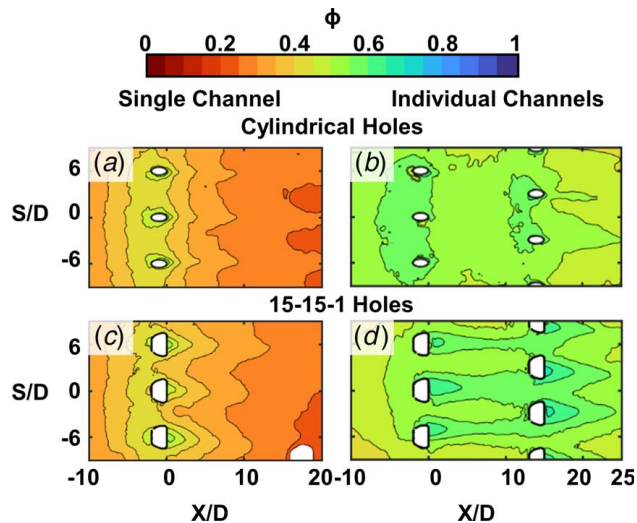 ϕ
0 0.2 0.4 0.6 0.8 1
Single Channel Individual Channels
Cylindrical Holes
(a) (b)
6
S/D 0
-6
15-15-1 Holes
(c) (d)
6
S/D 0
-6
-10 0 10 20 -10 0 10 15 25
X/D X/D